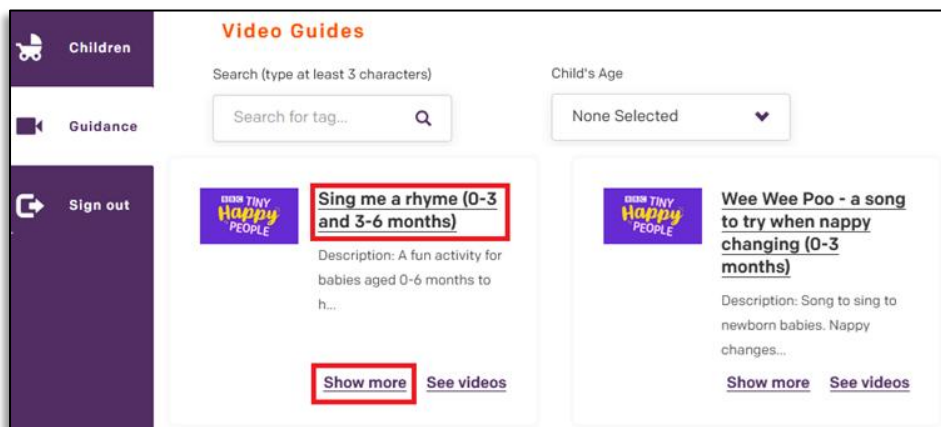 Children
Guidance
Sign out
Video Guides
Search (type at least 3 characters)
Search for tag...
Child's Age
None Selected
BBC TINY
Happy
PEOPLE
Sing me a rhyme (0-3
and 3-6 months)
Description: A fun activity for
babies aged 0-6 months to
h...
Show more
See videos
BBC TINY
Happy
PEOPLE
Wee Wee Poo - a song
to try when nappy
changing (0-3
months)
Description: Song to sing to
newborn babies. Nappy
changes...
Show more
See videos